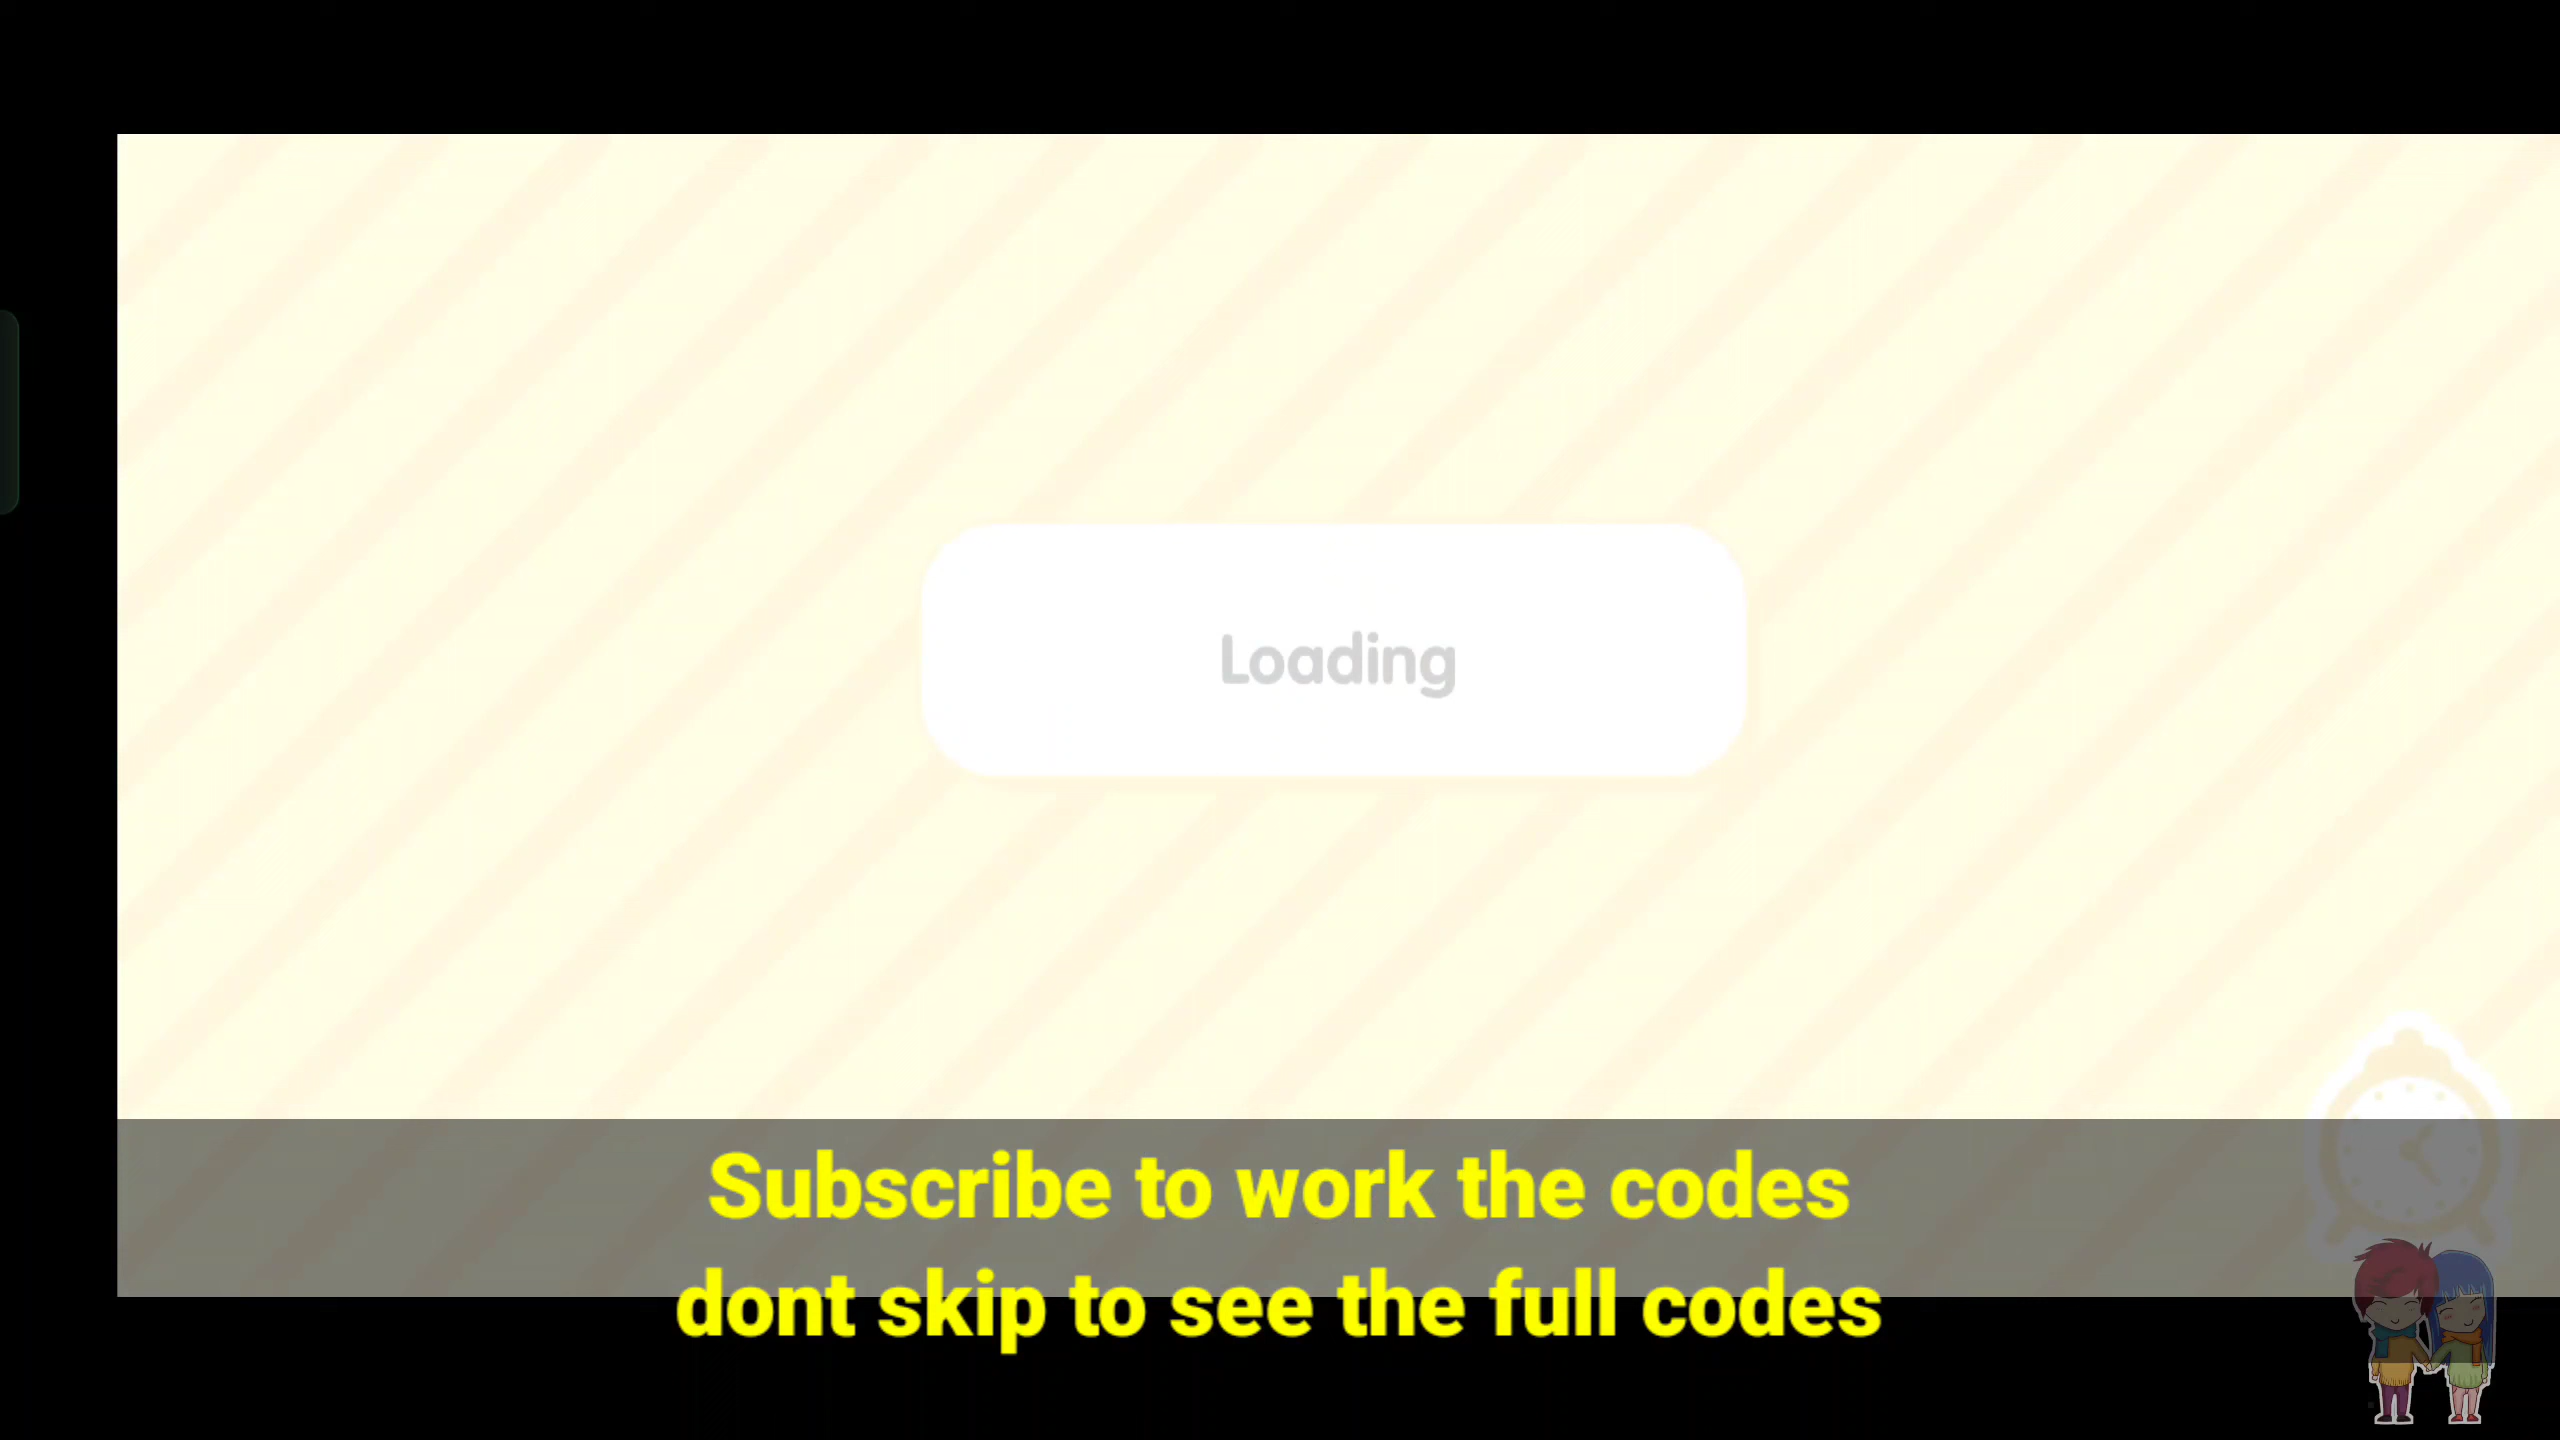 Loading
Subscribe to work the codes
dont skip to see the full codes